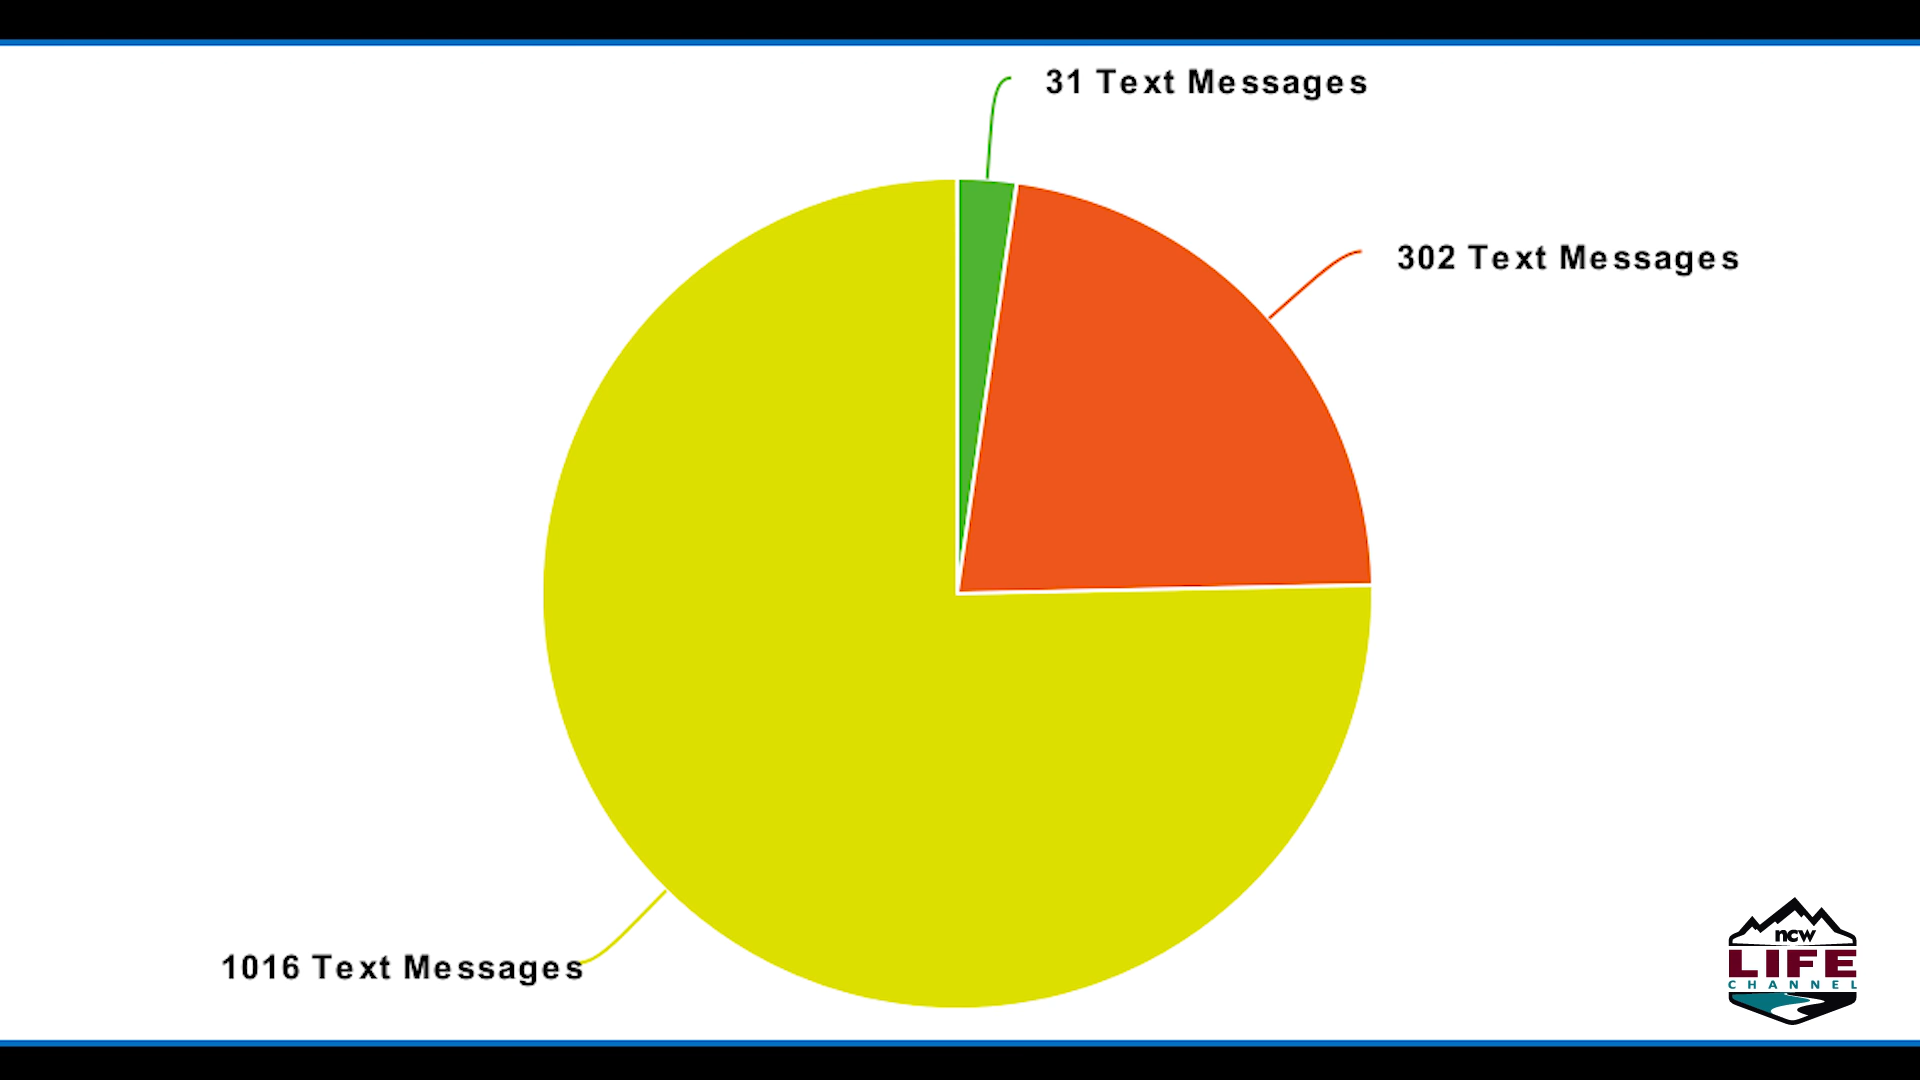 31 Text Messages
302 Text Messages
1016 Text Messages
ncw
LIFE
CHANNEL